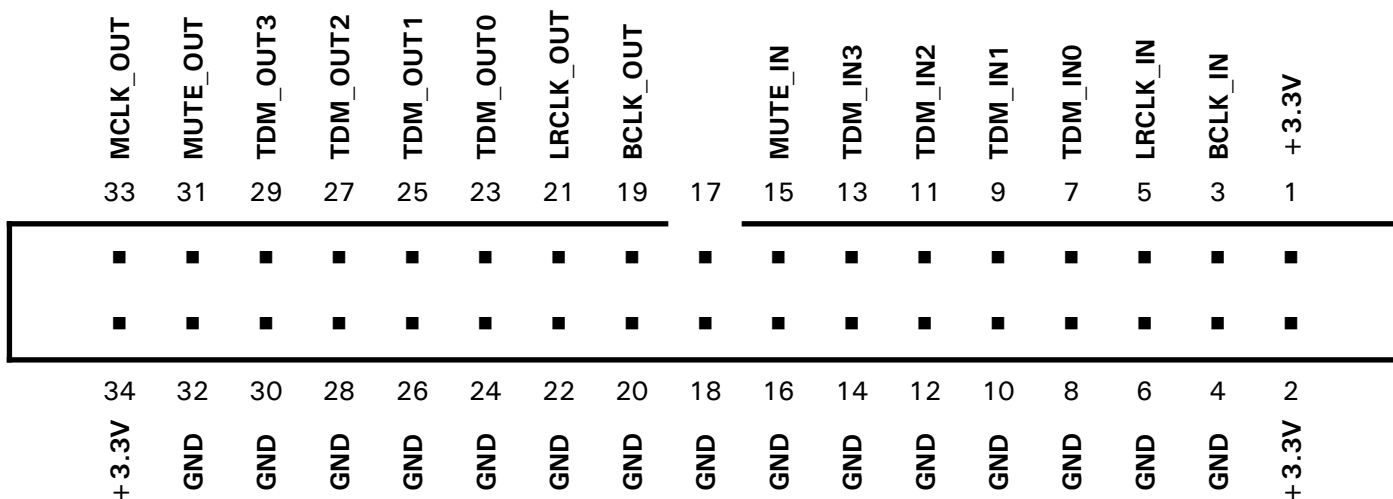 MCLK_OUT MUTE_OUT TDM_OUT3 TDM_OUT2 TDM_OUT1 TDM_OUT0 LRCLK_OUT BCLK_OUT MUTE_IN TDM_IN3 TDM_IN2 TDM_IN1 TDM_IN0 LRCLK_IN BCLK_IN +3.3V
33 31 29 27 25 23 21 19 17 15 13 11 9 7 5 3 1
34 32 30 28 26 24 22 20 18 16 14 12 10 8 6 4 2
+3.3V GND GND GND GND GND GND GND GND GND GND GND GND GND GND GND +3.3V